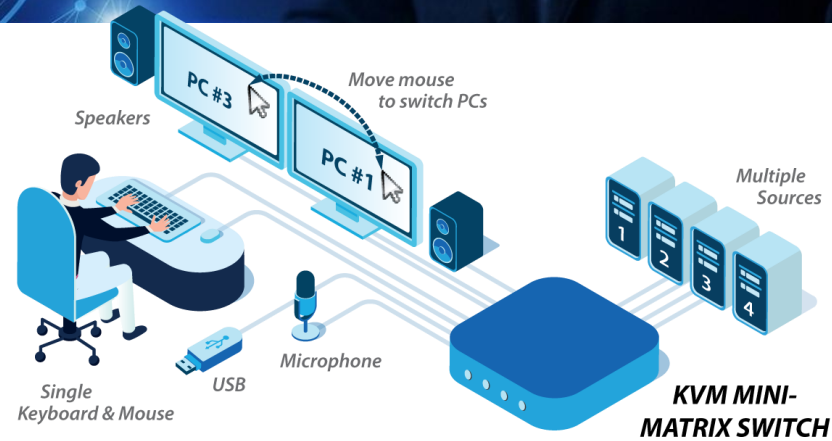 Speakers
PC #3
Move mouse
to switch PCs
PC #1
Multiple
Sources
1
2
3
4
Single
Keyboard & Mouse
USB
Microphone
KVM MINI-
MATRIX SWITCH